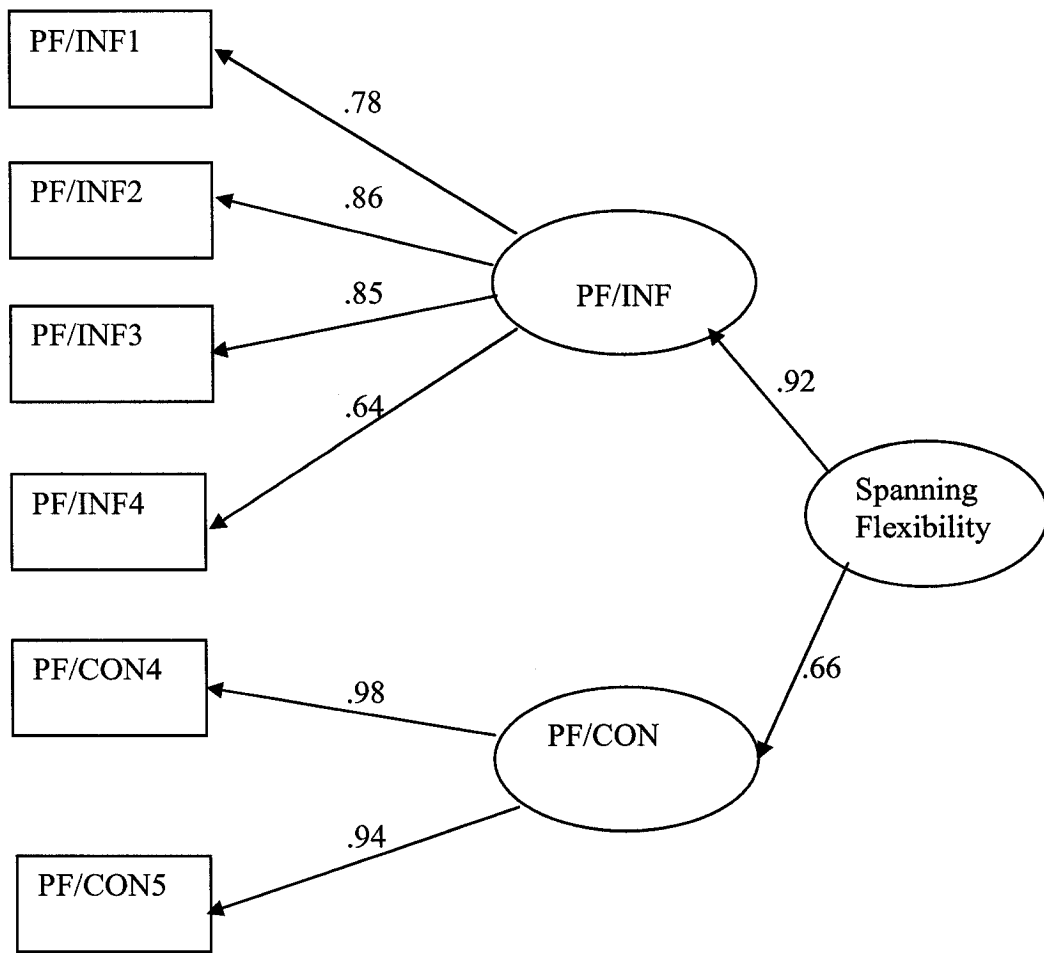 PF/INF1
.78
PF/INF2
.86
PF/INF3
.85
PF/INF
.64
.92
PF/INF4
Spanning
Flexibility
PF/CON4
.98
.66
PF/CON
.94
PF/CON5